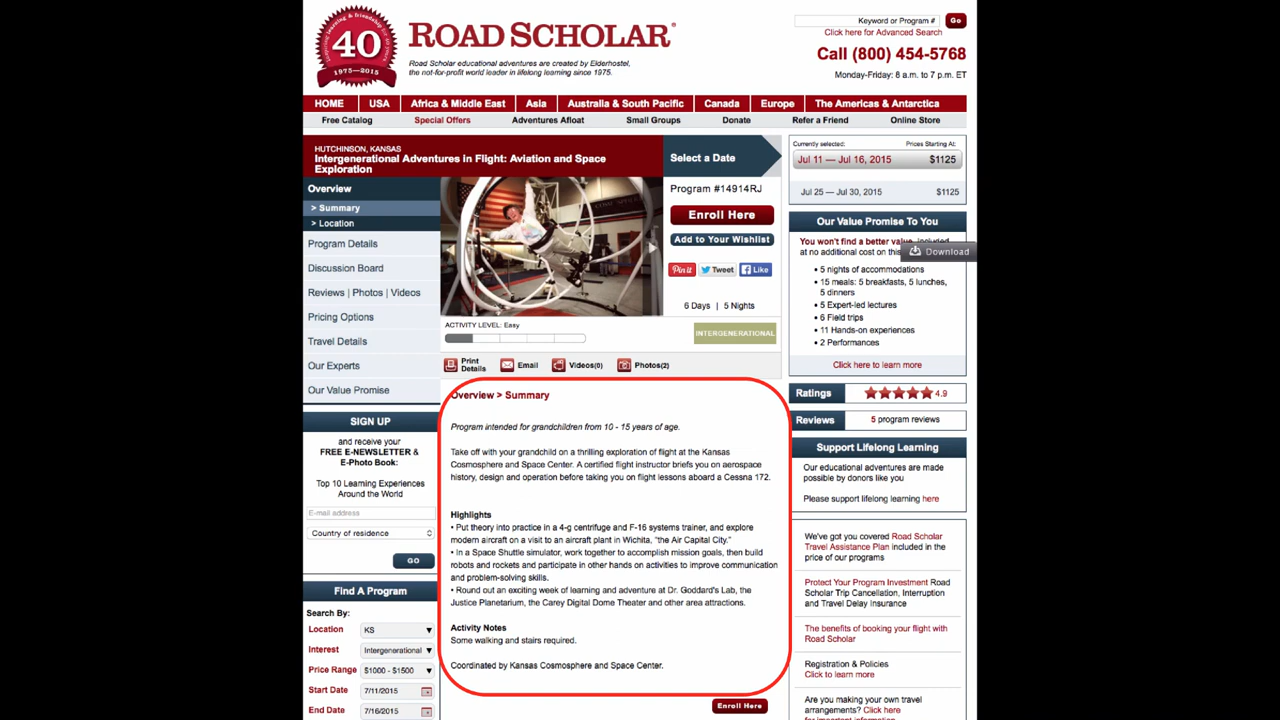 40
1975—2015
ROAD SCHOLAR®
Road Scholar educational adventures are created by Elderhostel,
the not-for-profit world leader in lifelong learning since 1975.
Keyword or Program #
Go
Click here for Advanced Search
Call (800) 454-5768
Monday-Friday: 8 a.m. to 7 p.m. ET
HOME USA Africa & Middle East Asia Australia & South Pacific Canada Europe The Americas & Antarctica
Free Catalog Special Offers Adventures Afloat Small Groups Donate Refer a Friend Online Store
HUTCHINSON, KANSAS
Intergenerational Adventures in Flight: Aviation and Space
Exploration
Overview
> Summary
> Location
Program Details
Discussion Board
Reviews | Photos | Videos
Pricing Options
Travel Details
Our Experts
Our Value Promise
SIGN UP
and receive your
FREE E-NEWSLETTER &
E-Photo Book:
Top 10 Learning Experiences
Around the World
E-mail address
Country of residence
GO
Find A Program
Search By:
Location KS
Interest Intergenerational
Price Range $1000 - $1500
Start Date 7/11/2015
End Date 7/16/2015
Select a Date
Program #14914RJ
Enroll Here
Add to Your Wishlist
Pin it Tweet Like
6 Days | 5 Nights
ACTIVITY LEVEL: Easy
INTERGENERATIONAL
Print
Details
Email Videos(0) Photos(2)
Overview > Summary
Program intended for grandchildren from 10 - 15 years of age.
Take off with your grandchild on a thrilling exploration of flight at the Kansas
Cosmosphere and Space Center. A certified flight instructor briefs you on aerospace
history, design and operation before taking you on flight lessons aboard a Cessna 172.
Highlights
• Put theory into practice in a 4-g centrifuge and F-16 systems trainer, and explore
modern aircraft on a visit to an aircraft plant in Wichita, "the Air Capital City."
• In a Space Shuttle simulator, work together to accomplish mission goals, then build
robots and rockets and participate in other hands on activities to improve communication
and problem-solving skills.
• Round out an exciting week of learning and adventure at Dr. Goddard's Lab, the
Justice Planetarium, the Carey Digital Dome Theater and other area attractions.
Activity Notes
Some walking and stairs required.
Coordinated by Kansas Cosmosphere and Space Center.
Enroll Here
Currently selected: Prices Starting At:
Jul 11 — Jul 16, 2015 $1125
Jul 25 — Jul 30, 2015 $1125
Our Value Promise To You
You won't find a better value, included
at no additional cost on this
Download
• 5 nights of accommodations
• 15 meals: 5 breakfasts, 5 lunches,
5 dinners
• 5 Expert-led lectures
• 6 Field trips
• 11 Hands-on experiences
• 2 Performances
Click here to learn more
Ratings 4.9
Reviews 5 program reviews
Support Lifelong Learning
Our educational adventures are made
possible by donors like you
Please support lifelong learning here
We've got you covered Road Scholar
Travel Assistance Plan included in the
price of our programs
Protect Your Program Investment Road
Scholar Trip Cancellation, Interruption
and Travel Delay Insurance
The benefits of booking your flight with
Road Scholar
Registration & Policies
Click to learn more
Are you making your own travel
arrangements? Click here
for important information